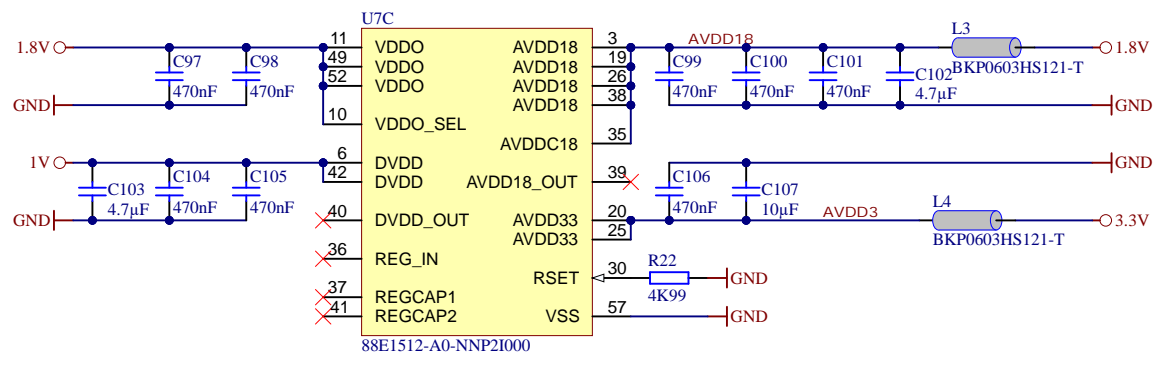 U7C
1.8V
11
VDDO
49
VDDO
52
VDDO
10
VDDO_SEL
C97
470nF
C98
470nF
GND
1V
6
DVDD
42
DVDD
C103
4.7µF
C104
470nF
C105
470nF
GND
40
DVDD_OUT
36
REG_IN
37
REGCAP1
41
REGCAP2
AVDD18
3
AVDD18
19
AVDD18
26
AVDD18
38
AVDDC18
35
AVDD18_OUT
39
AVDD33
20
AVDD33
25
RSET
30
VSS
57
88E1512-A0-NNP2I000
AVDD18
L3
BKP0603HS121-T
1.8V
C99
470nF
C100
470nF
C101
470nF
C102
4.7µF
GND
C106
470nF
C107
10µF
GND
AVDD3
L4
BKP0603HS121-T
3.3V
R22
4K99
GND
GND